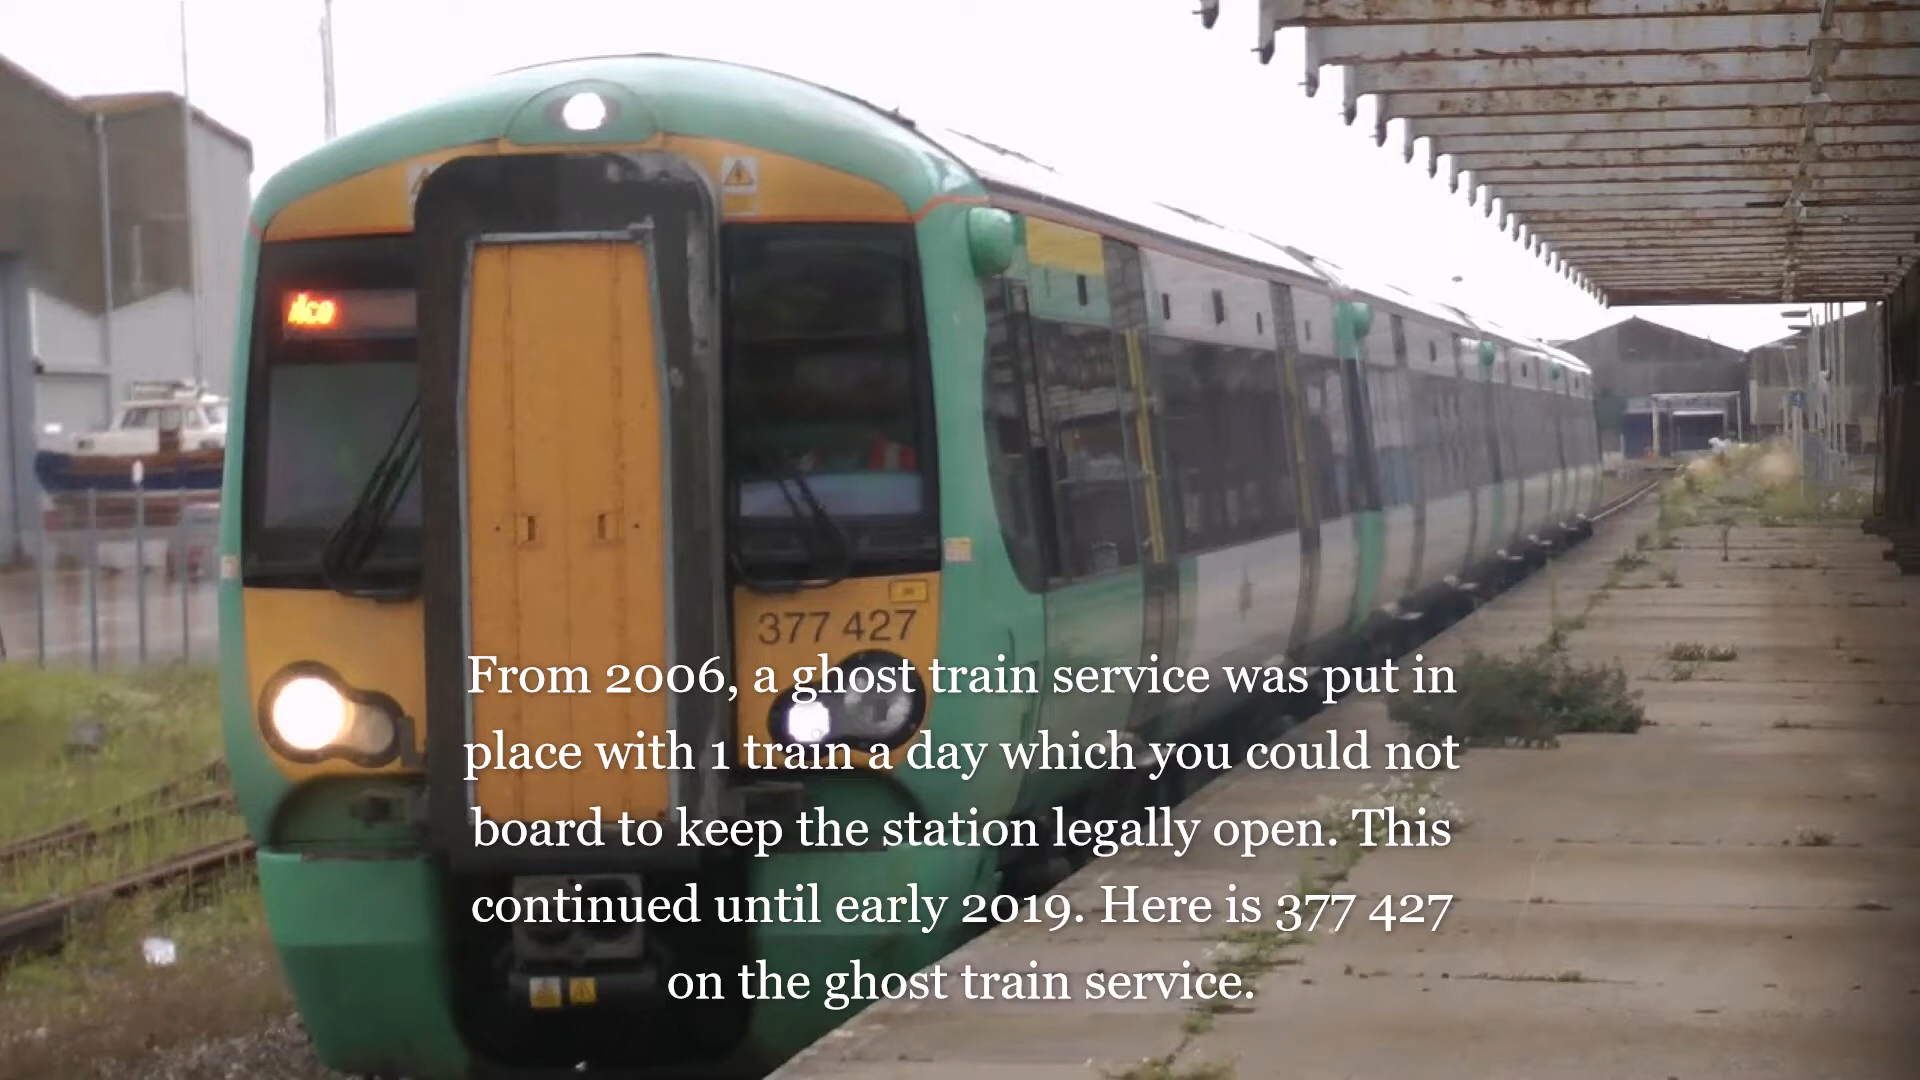 377 427
From 2006, a ghost train service was put in
place with 1 train a day which you could not
board to keep the station legally open. This
continued until early 2019. Here is 377 427
on the ghost train service.